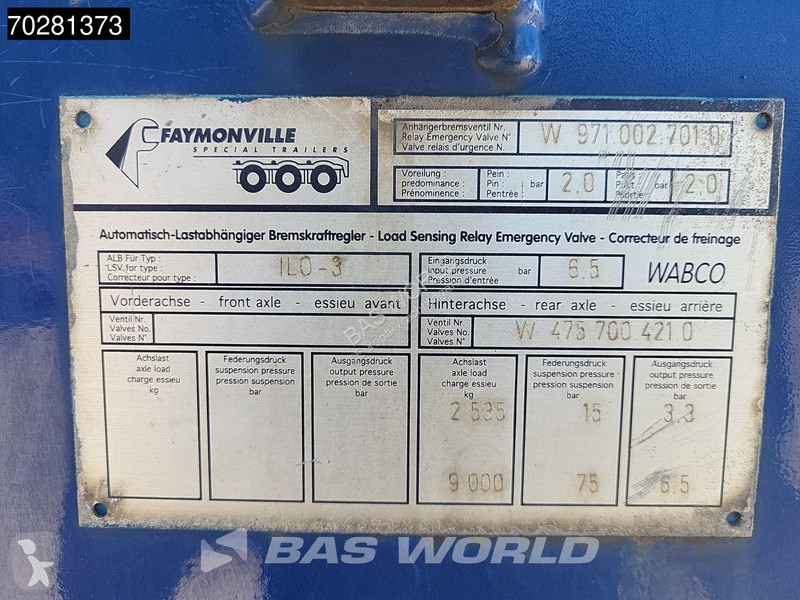 70281373
FAYMONVILLE
SPECIAL TRAILERS
Anhängerbremsventil Nr.
Relay Emergency Valve N°
Valve relais d'urgence N.
W 971.002.701.0
Voreilung :
predominance :
Prénominence :
Pein :
Pin : bar
Pentrée :
2.0
bar
2.0
Automatisch-Lastabhängiger Bremskraftregler - Load Sensing Relay Emergency Valve - Correcteur de freinage
ALB Für Typ :
LSV. for type :
Correcteur pour type :
ILO-3
Eingangsdruck
Input pressure bar
Pression d'entrée
6.5
WABCO
Vorderachse - front axle - essieu avant
Hinterachse - rear axle - essieu arrière
Ventil Nr.
Valves No.
Valves N°
Ventil Nr.
Valves No.
Valves N°
W 475 700 421.0
Achslast
axle load
charge essieu
kg
Federungsdruck
suspension pressure
pression suspension
bar
Ausgangsdruck
output pressure
pression de sortie
bar
Achslast
axle load
charge essieu
kg
Federungsdruck
suspension pressure
pression suspension
bar
Ausgangsdruck
output pressure
pression de sortie
bar
2 535 15 3.3
9 000 75 6.5
BAS WORLD